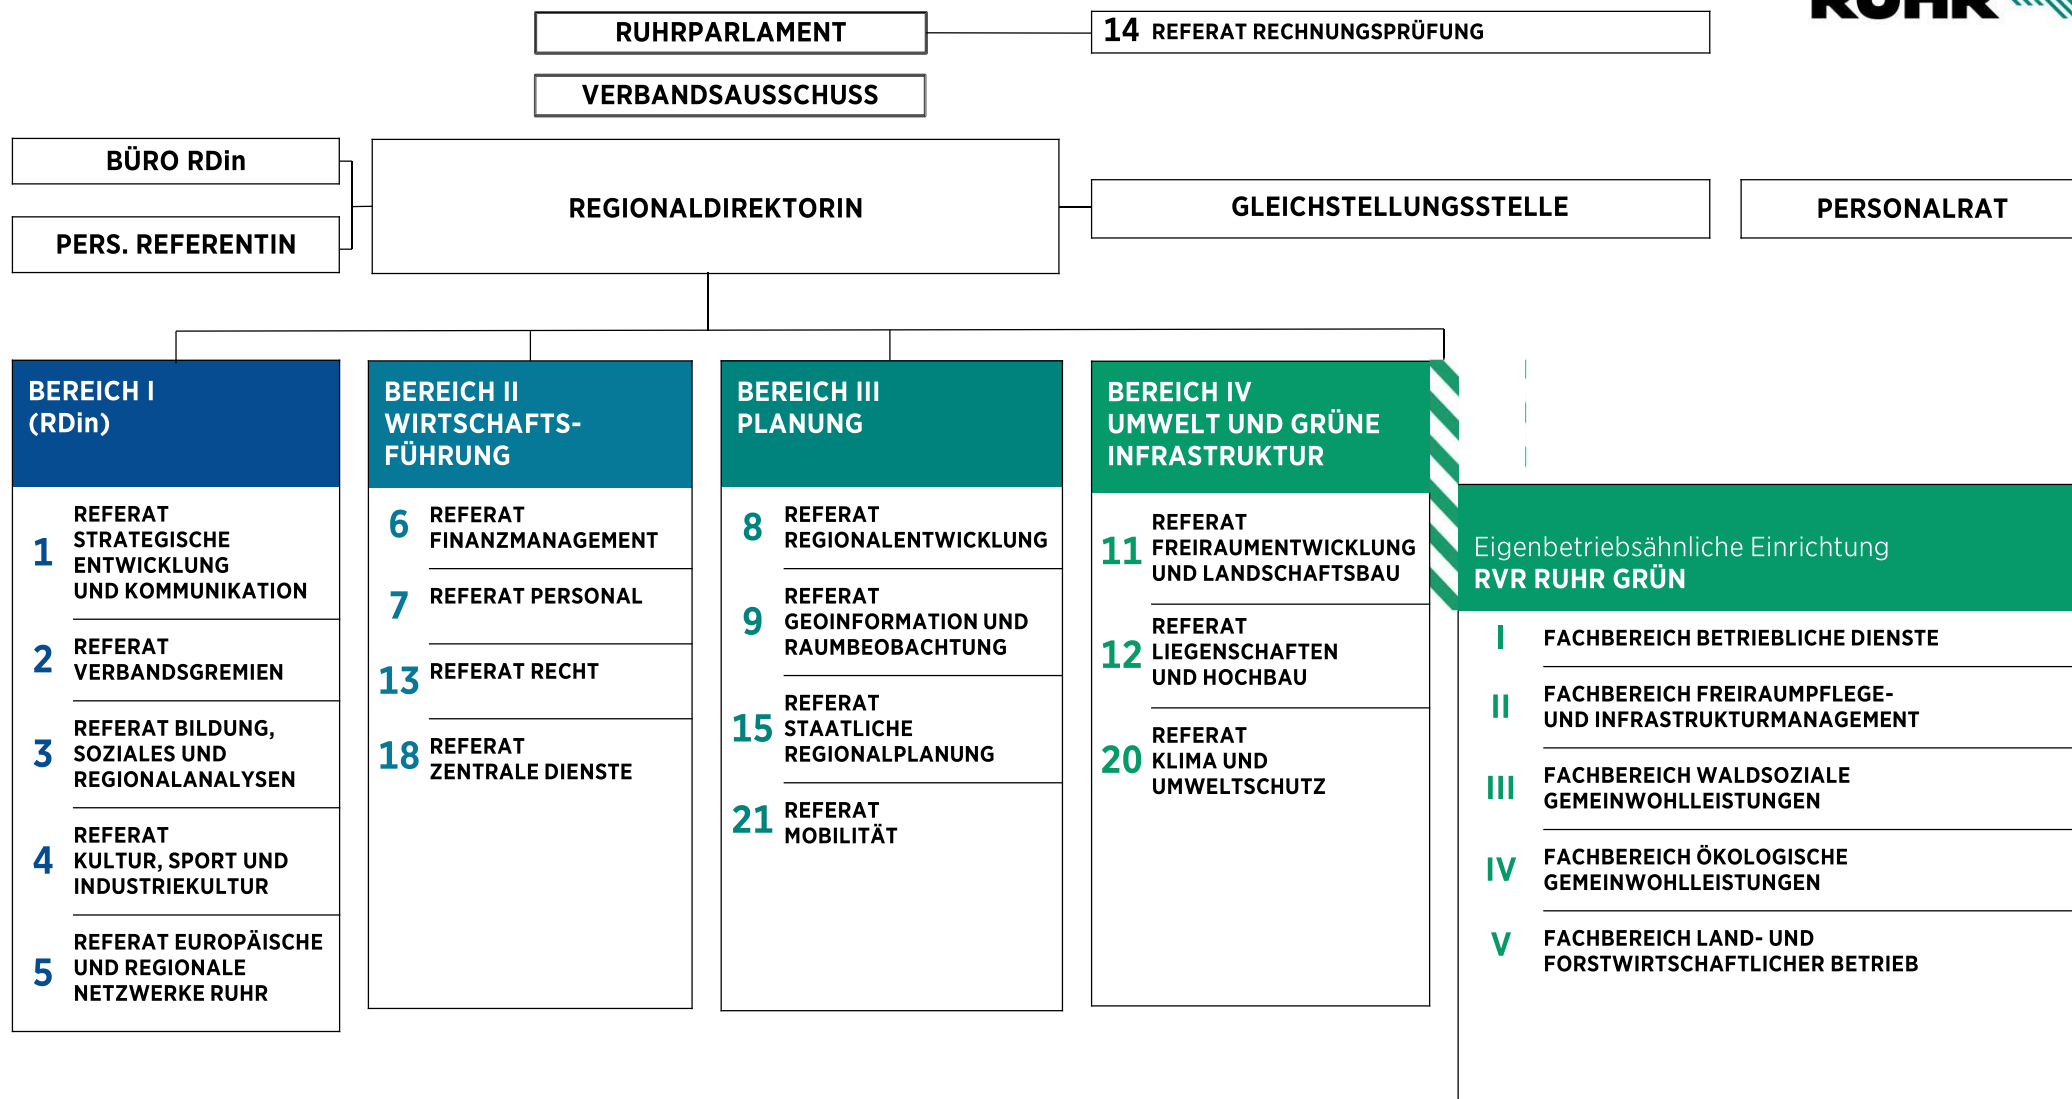 RUHR
RUHRPARLAMENT
14 REFERAT RECHNUNGSPRÜFUNG
VERBANDSAUSSCHUSS
BÜRO RDin
PERS. REFERENTIN
REGIONALDIREKTORIN
GLEICHSTELLUNGSSTELLE
PERSONALRAT
BEREICH I
(RDin)
1 REFERAT
STRATEGISCHE
ENTWICKLUNG
UND KOMMUNIKATION
2 REFERAT
VERBANDSGREMIEN
3 REFERAT BILDUNG,
SOZIALES UND
REGIONALANALYSEN
4 REFERAT
KULTUR, SPORT UND
INDUSTRIEKULTUR
5 REFERAT EUROPÄISCHE
UND REGIONALE
NETZWERKE RUHR
BEREICH II
WIRTSCHAFTS-
FÜHRUNG
6 REFERAT
FINANZMANAGEMENT
7 REFERAT PERSONAL
13 REFERAT RECHT
18 REFERAT
ZENTRALE DIENSTE
BEREICH III
PLANUNG
8 REFERAT
REGIONALENTWICKLUNG
9 REFERAT
GEOINFORMATION UND
RAUMBEOBACHTUNG
15 REFERAT
STAATLICHE
REGIONALPLANUNG
21 REFERAT
MOBILITÄT
BEREICH IV
UMWELT UND GRÜNE
INFRASTRUKTUR
11 REFERAT
FREIRAUMENTWICKLUNG
UND LANDSCHAFTSBAU
12 REFERAT
LIEGENSCHAFTEN
UND HOCHBAU
20 REFERAT
KLIMA UND
UMWELTSCHUTZ
Eigenbetriebsähnliche Einrichtung
RVR RUHR GRÜN
I FACHBEREICH BETRIEBLICHE DIENSTE
II FACHBEREICH FREIRAUMPFLEGE-
UND INFRASTRUKTURMANAGEMENT
III FACHBEREICH WALDSOZIALE
GEMEINWOHLLEISTUNGEN
IV FACHBEREICH ÖKOLOGISCHE
GEMEINWOHLLEISTUNGEN
V FACHBEREICH LAND- UND
FORSTWIRTSCHAFTLICHER BETRIEB